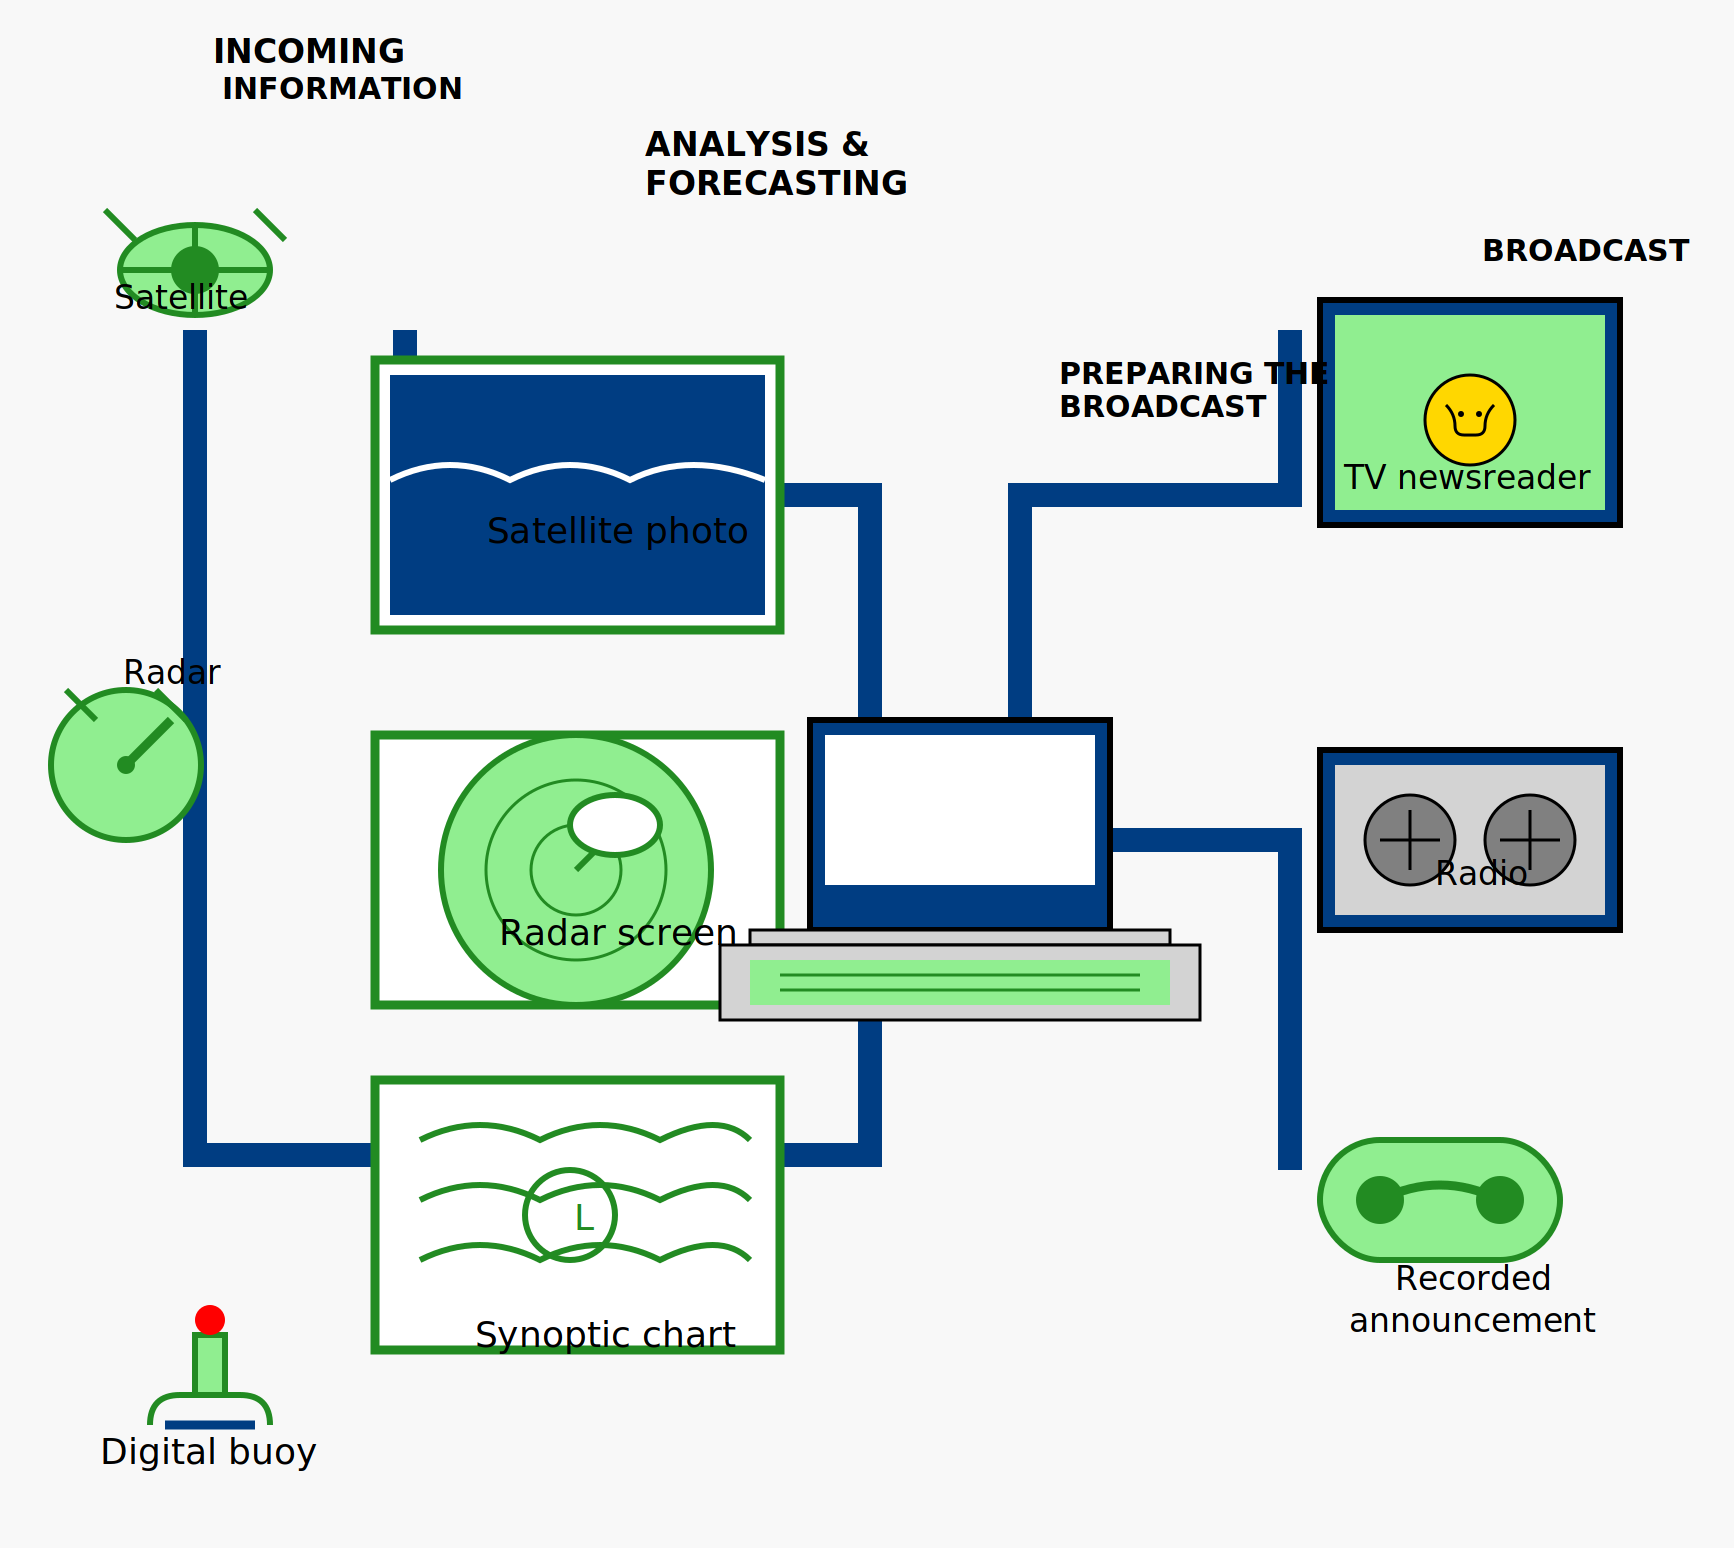 INCOMING
INFORMATION
ANALYSIS &
FORECASTING
BROADCAST
Satellite
PREPARING THE
BROADCAST
TV newsreader
Satellite photo
Radar
Radio
Radar screen
L
Recorded
announcement
Synoptic chart
Digital buoy